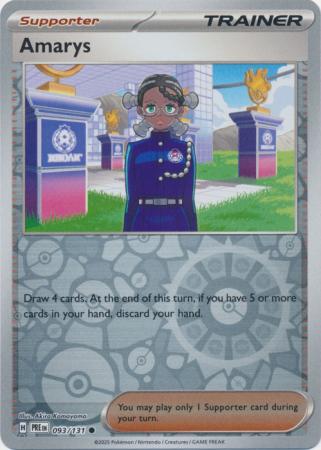 Supporter
TRAINER
Amarys
Draw 4 cards. At the end of this turn, if you have 5 or more
cards in your hand, discard your hand.
Illus. Akira Komayama
H PRE EN 093/131
You may play only 1 Supporter card during
your turn.
©2025 Pokémon / Nintendo / Creatures / GAME FREAK